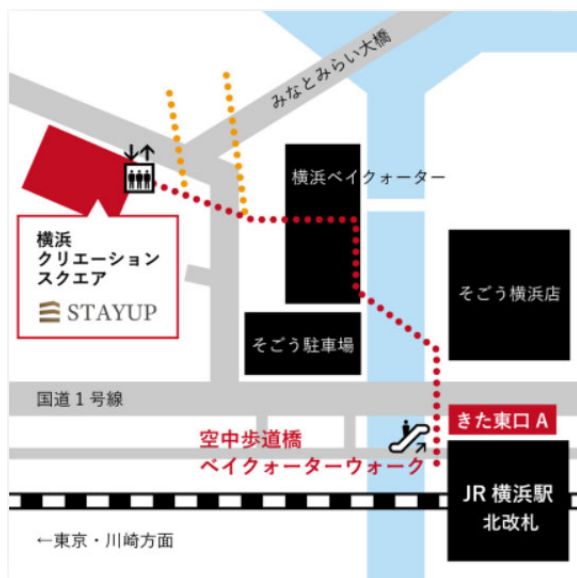 みなとみらい大橋
横浜ベイクォーター
横浜
クリエーション
スクエア
STAYUP
そごう横浜店
そごう駐車場
国道1号線
きた東口 A
空中歩道橋
ベイクォーターウォーク
JR 横浜駅
北改札
←東京・川崎方面